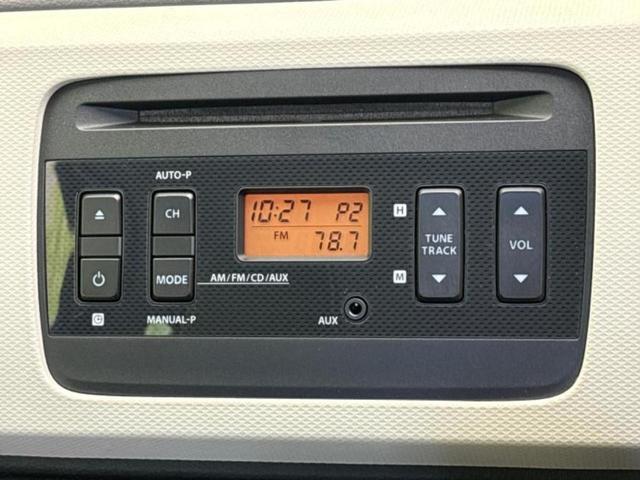 AUTO-P
CH
10:27 P2
FM 78.7
H
TUNE
TRACK
VOL
MODE
AM/FM/CD/AUX
M
MANUAL-P
AUX